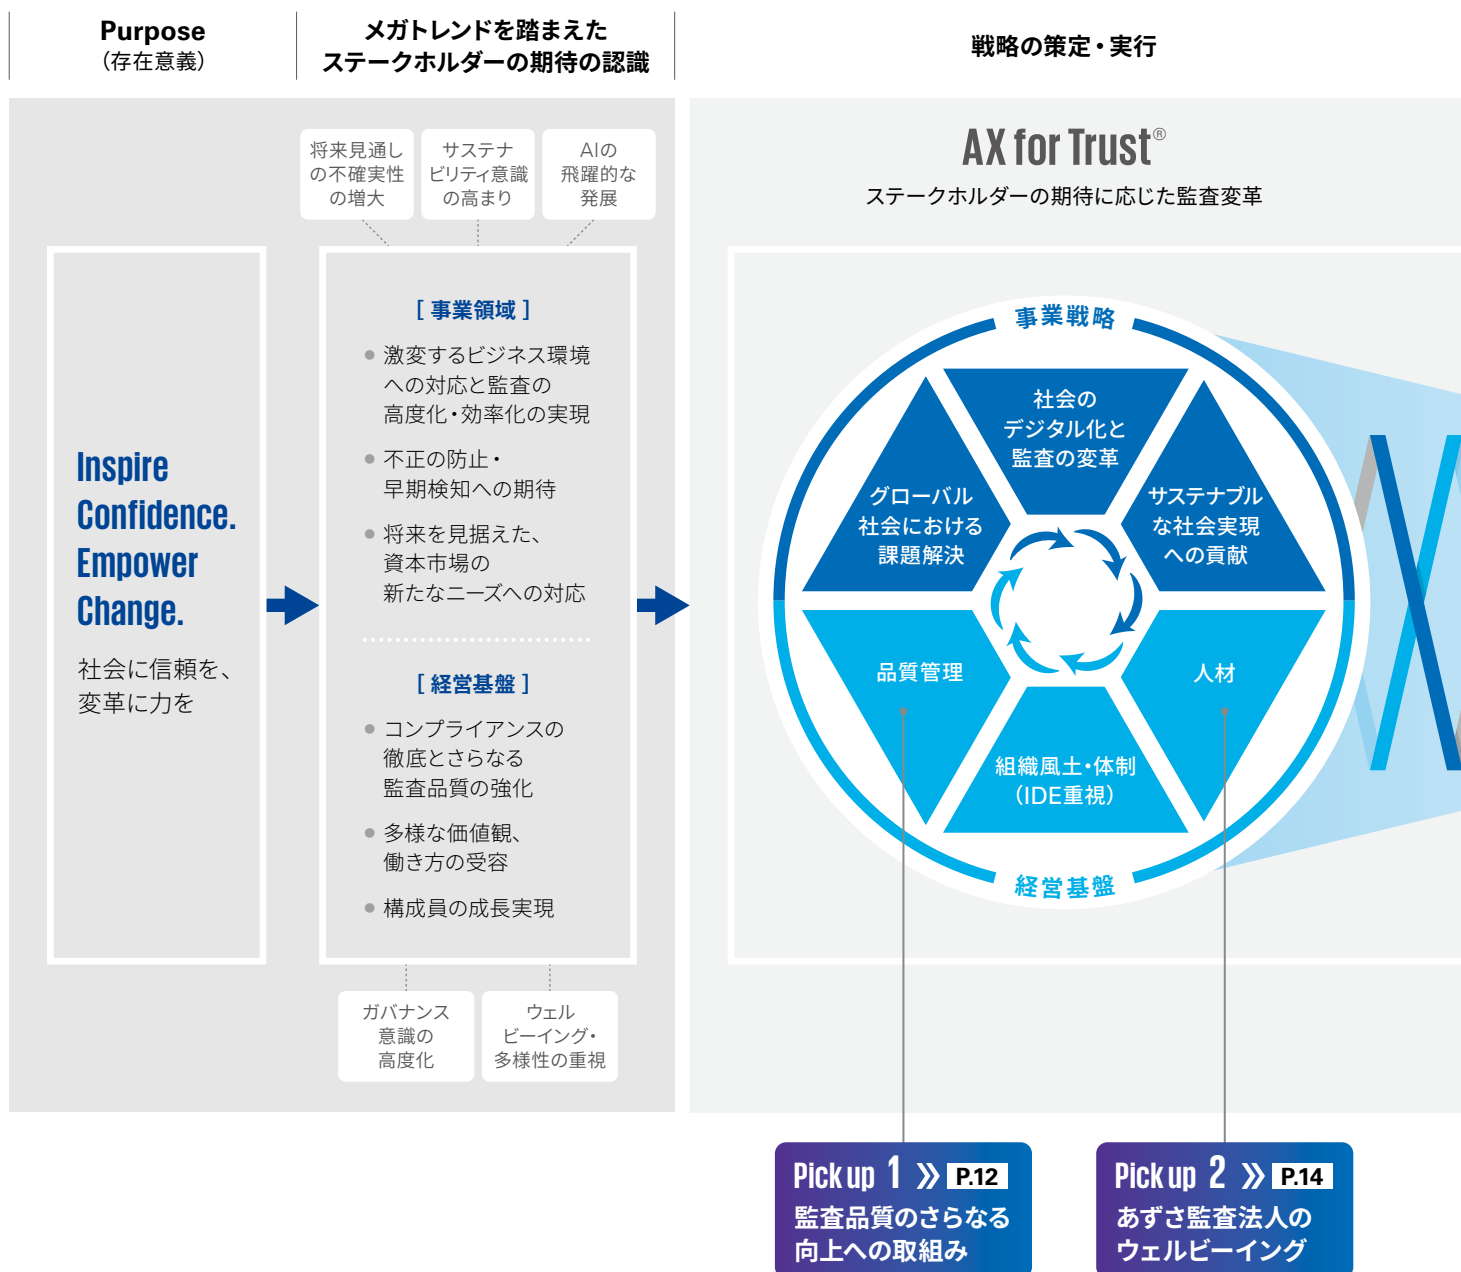 Purpose
（存在意義）
メガトレンドを踏まえた
ステークホルダーの期待の認識
戦略の策定・実行
将来見通し
の不確実性
の増大
サステナ
ビリティ意識
の高まり
AIの
飛躍的な
発展
Inspire
Confidence.
Empower
Change.
社会に信頼を、
変革に力を
［事業領域］
● 激変するビジネス環境
への対応と監査の
高度化・効率化の実現
● 不正の防止・
早期検知への期待
● 将来を見据えた、
資本市場の
新たなニーズへの対応
［経営基盤］
● コンプライアンスの
徹底とさらなる
監査品質の強化
● 多様な価値観、
働き方の受容
● 構成員の成長実現
ガバナンス
意識の
高度化
ウェル
ビーイング・
多様性の重視
AX for Trust®
ステークホルダーの期待に応じた監査変革
事業戦略
社会の
デジタル化と
監査の変革
グローバル
社会における
課題解決
サステナブル
な社会実現
への貢献
品質管理
人材
組織風土・体制
（IDE重視）
経営基盤
Pick up 1 》 P.12
監査品質のさらなる
向上への取組み
Pick up 2 》 P.14
あずさ監査法人の
ウェルビーイング